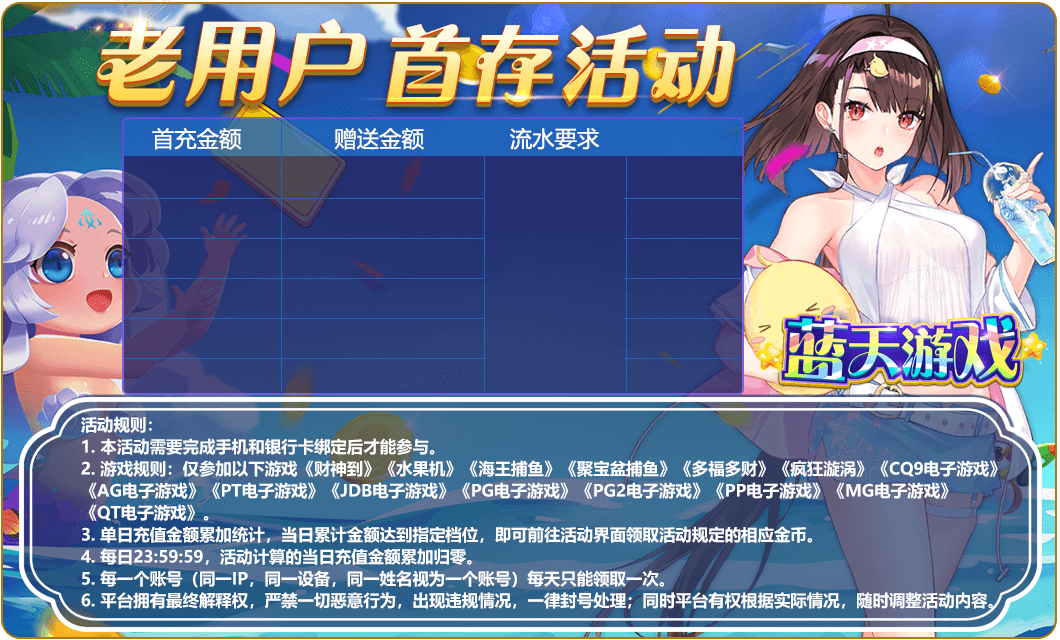 老用户 首存活动
首充金额 赠送金额 流水要求
蓝天游戏
活动规则：
1. 本活动需要完成手机和银行卡绑定后才能参与。
2. 游戏规则：仅参加以下游戏《财神到》《水果机》《海王捕鱼》《聚宝盆捕鱼》《多福多财》《疯狂漩涡》《CQ9电子游戏》
《AG电子游戏》《PT电子游戏》《JDB电子游戏》《PG电子游戏》《PG2电子游戏》《PP电子游戏》《MG电子游戏》
《QT电子游戏》。
3. 单日充值金额累加统计，当日累计金额达到指定档位，即可前往活动界面领取活动规定的相应金币。
4. 每日23:59:59，活动计算的当日充值金额累加归零。
5. 每一个账号（同一IP，同一设备，同一姓名视为一个账号）每天只能领取一次。
6. 平台拥有最终解释权，严禁一切恶意行为，出现违规情况，一律封号处理；同时平台有权根据实际情况，随时调整活动内容。